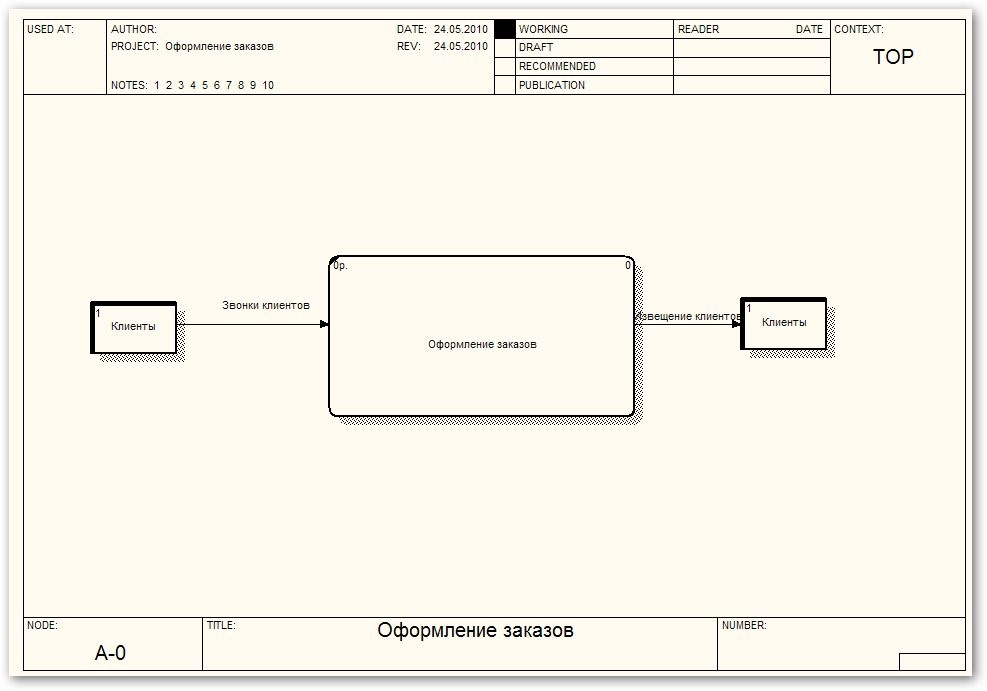 USED AT:
AUTHOR:
DATE: 24.05.2010
WORKING
READER DATE
CONTEXT:
PROJECT: Оформление заказов
REV: 24.05.2010
DRAFT
TOP
RECOMMENDED
NOTES: 1 2 3 4 5 6 7 8 9 10
PUBLICATION
0р.
0
1
Клиенты
Звонки клиентов
Оформление заказов
Извещение клиентов
1
Клиенты
NODE:
TITLE:
NUMBER:
A-0
Оформление заказов